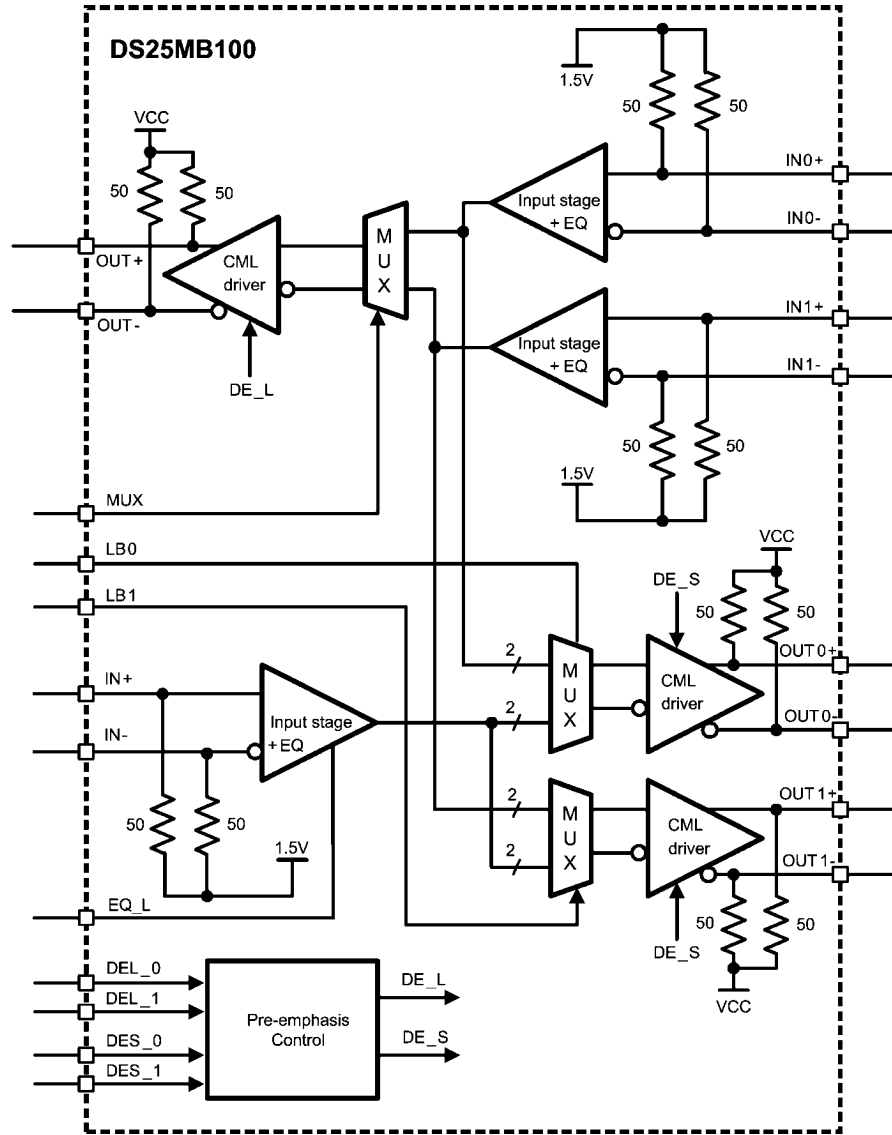 DS25MB100
1.5V
50
50
IN0+
IN0-
Input stage
+ EQ
VCC
50
50
OUT+
OUT-
CML
driver
DE_L
M
U
X
Input stage
+ EQ
IN1+
IN1-
50
50
1.5V
MUX
LB0
LB1
VCC
DE_S
50
50
2
2
M
U
X
CML
driver
OUT0+
OUT0-
IN+
IN-
Input stage
+ EQ
50
50
1.5V
EQ_L
2
2
M
U
X
CML
driver
OUT1+
OUT1-
DE_S
50
50
VCC
DEL_0
DEL_1
DES_0
DES_1
Pre-emphasis
Control
DE_L
DE_S